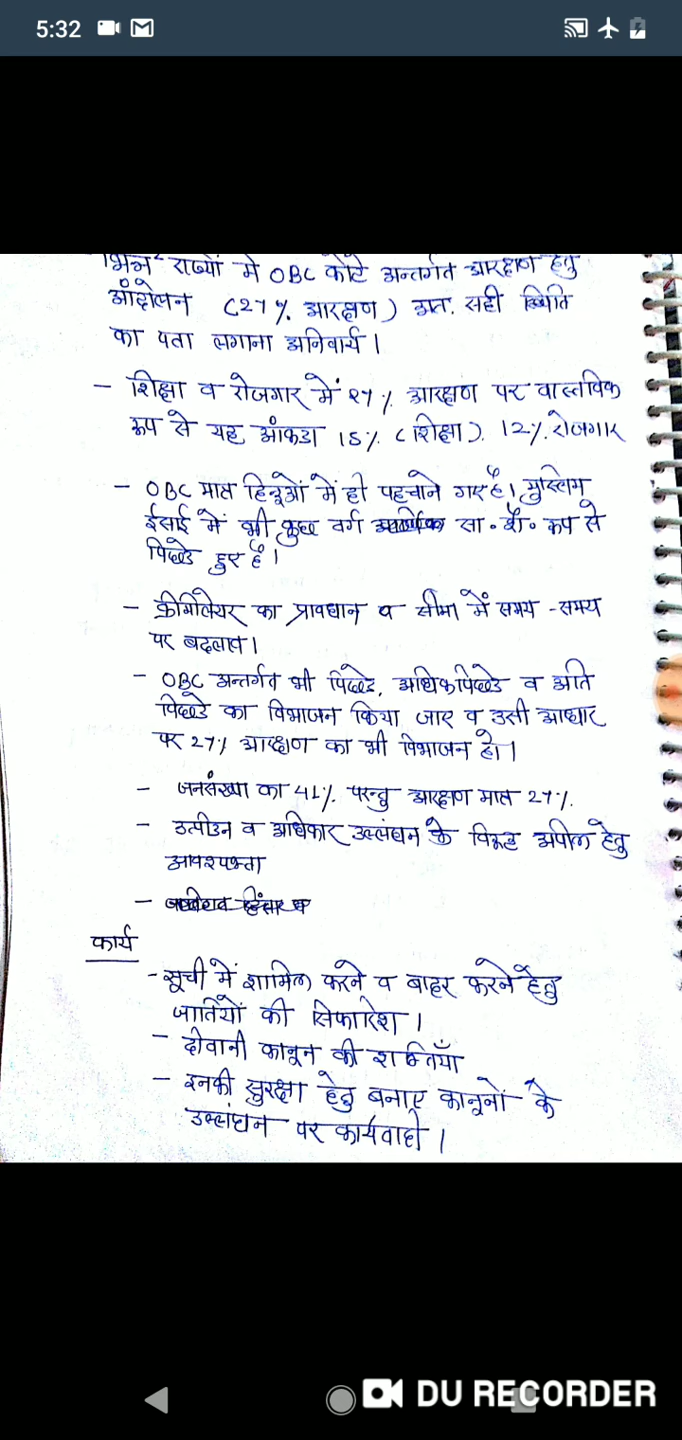 5:32
भिन्न² राज्यों में OBC कोटे अन्तर्गत आरक्षण हेतु
आंदोलन (27% आरक्षण) अत. सही स्थिति
का पता लगाना अनिवार्य।
- शिक्षा व रोजगार में 27% आरक्षण पर वास्तविक
रूप से यह आंकडा 15% (शिक्षा). 12% रोजगार
- OBC मात्र हिन्दूओं में ही पहचाने गए है। मुस्लिम
ईसाई में भी कुछ वर्ग सा॰शै॰ रूप से
पिछडे हुए है।
- क्रीमीलेयर का प्रावधान व सीमा में समय-समय
पर बदलाव।
- OBC अन्तर्गत भी पिछडे, अधिकपिछडे व अति
पिछडे का विभाजन किया जाए व उसी आधार
पर 27% आरक्षण का भी विभाजन हो।
- जनसंख्या का 41% परन्तु आरक्षण मात्र 27%.
- उत्पीडन व अधिकार उल्लंघन के विरूद्ध अपील हेतु
आवश्यकता
-
कार्य
- सूची में शामिल करने व बाहर करने हेतु
जातियों की सिफारिश।
- दीवानी कानून की शक्तियाँ
- इनकी सुरक्षा हेतु बनाए कानूनों के
उल्लंघन पर कार्यवाही।
DU RECORDER